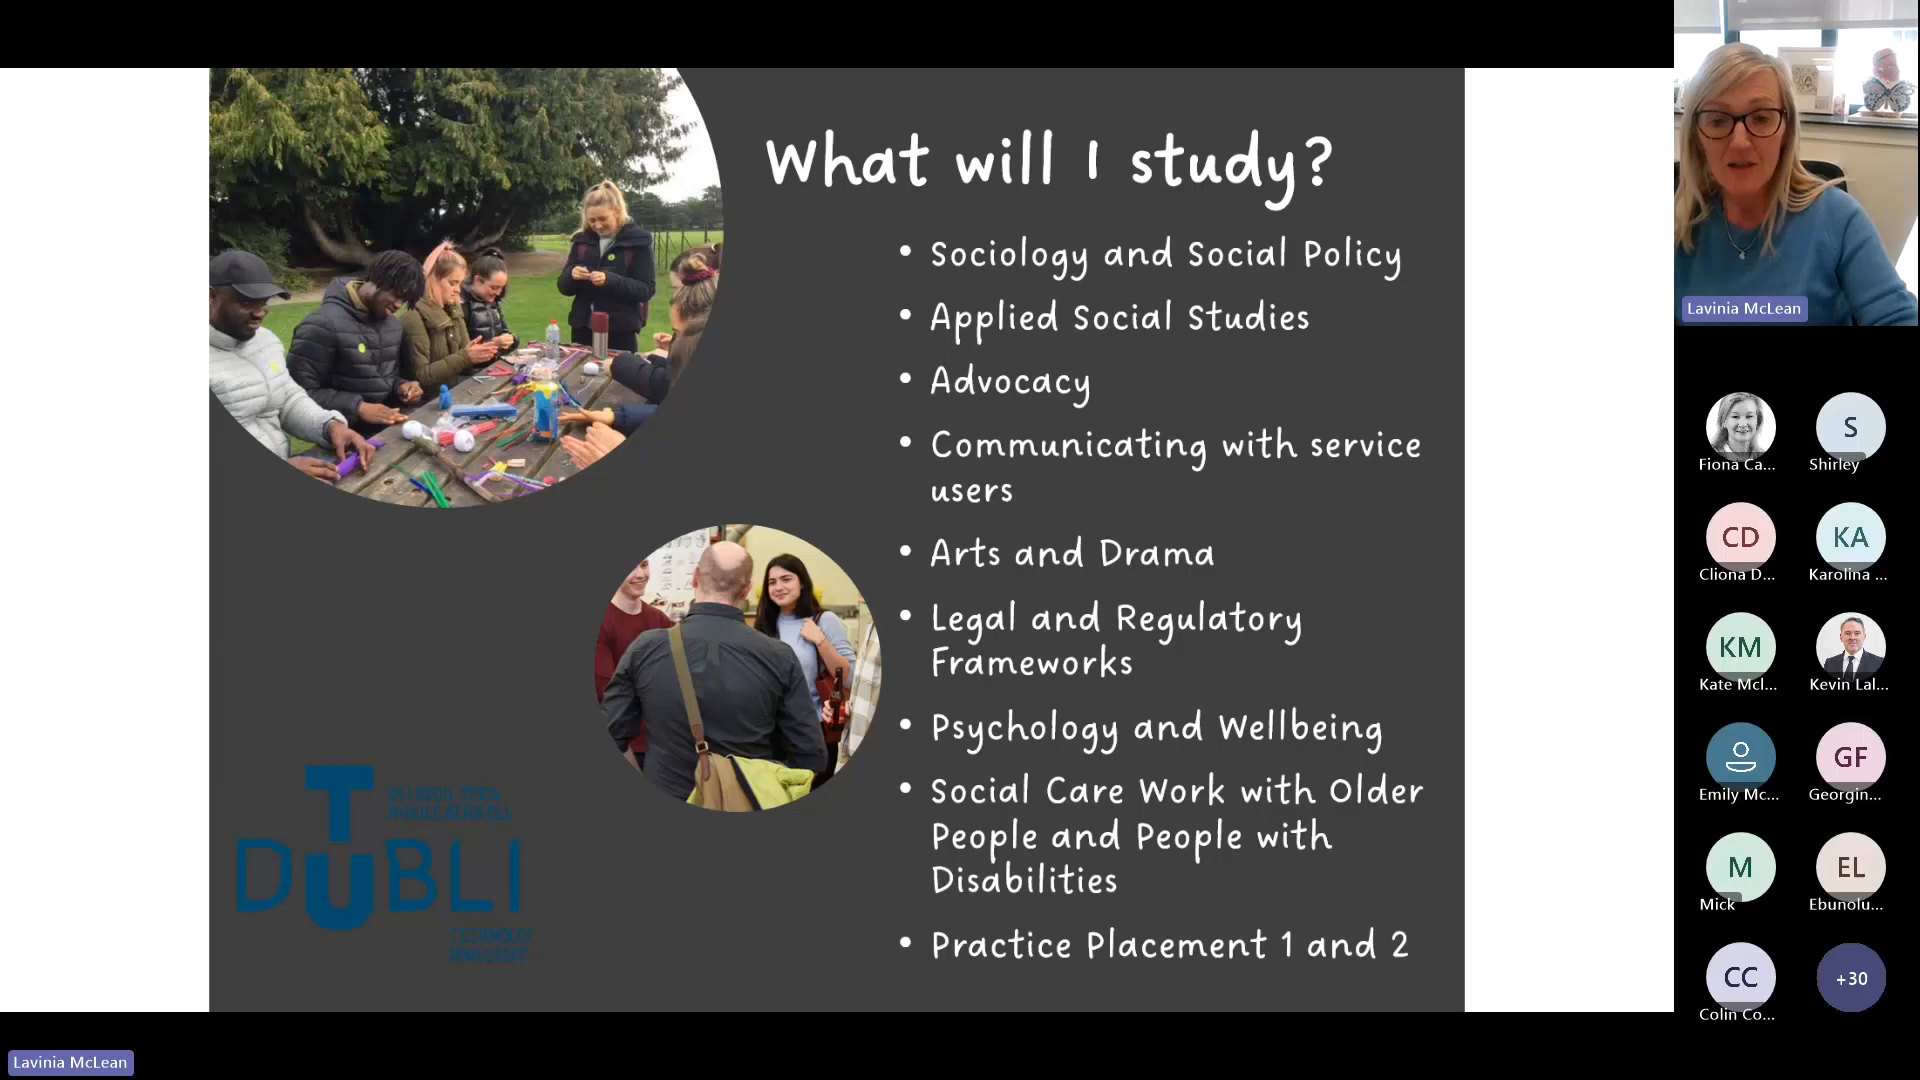 What will I study?
• Sociology and Social Policy
• Applied Social Studies
• Advocacy
• Communicating with service
users
• Arts and Drama
• Legal and Regulatory
Frameworks
• Psychology and Wellbeing
• Social Care Work with Older
People and People with
Disabilities
• Practice Placement 1 and 2
T
DUBLI
Lavinia McLean
Fiona Ca...
S
Shirley
CD
Cliona D...
KA
Karolina ...
KM
Kate McI...
Kevin Lal...
Emily Mc...
GF
Georgin...
M
Mick
EL
Ebunolu...
CC
Colin Co...
+30
Lavinia McLean